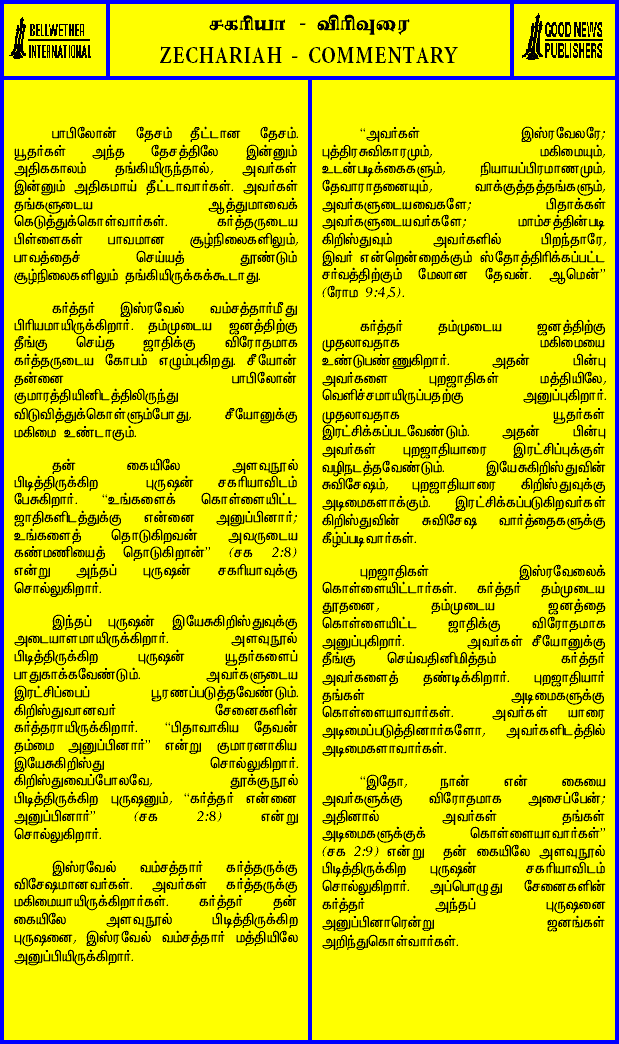 BELLWETHER
INTERNATIONAL
சகரியா - விரிவுரை
ZECHARIAH - COMMENTARY
GOOD NEWS
PUBLISHERS
பாபிலோன் தேசம் தீட்டான தேசம்.
யூதர்கள் அந்த தேசத்திலே இன்னும்
அதிககாலம் தங்கியிருந்தால், அவர்கள்
இன்னும் அதிகமாய் தீட்டாவார்கள். அவர்கள்
தங்களுடைய ஆத்துமாவைக்
கெடுத்துக்கொள்வார்கள். கர்த்தருடைய
பிள்ளைகள் பாவமான சூழ்நிலைகளிலும்,
பாவத்தைச் செய்யத் தூண்டும்
சூழ்நிலைகளிலும் தங்கியிருக்கக்கூடாது.
கர்த்தர் இஸ்ரவேல் வம்சத்தார்மீது
பிரியமாயிருக்கிறார். தம்முடைய ஜனத்திற்கு
தீங்கு செய்த ஜாதிக்கு விரோதமாக
கர்த்தருடைய கோபம் எழும்புகிறது. சீயோன்
தன்னை பாபிலோன்
குமாரத்தியினிடத்திலிருந்து
விடுவித்துக்கொள்ளும்போது, சீயோனுக்கு
மகிமை உண்டாகும்.
தன் கையிலே அளவுநூல்
பிடித்திருக்கிற புருஷன் சகரியாவிடம்
பேசுகிறார். “உங்களைக் கொள்ளையிட்ட
ஜாதிகளிடத்துக்கு என்னை அனுப்பினார்;
உங்களைத் தொடுகிறவன் அவருடைய
கண்மணியைத் தொடுகிறான்” (சக 2:8)
என்று அந்தப் புருஷன் சகரியாவுக்கு
சொல்லுகிறார்.
இந்தப் புருஷன் இயேசுகிறிஸ்துவுக்கு
அடையாளமாயிருக்கிறார். அளவுநூல்
பிடித்திருக்கிற புருஷன் யூதர்களைப்
பாதுகாக்கவேண்டும். அவர்களுடைய
இரட்சிப்பைப் பூரணப்படுத்தவேண்டும்.
கிறிஸ்துவானவர் சேனைகளின்
கர்த்தராயிருக்கிறார். “பிதாவாகிய தேவன்
தம்மை அனுப்பினார்” என்று குமாரனாகிய
இயேசுகிறிஸ்து சொல்லுகிறார்.
கிறிஸ்துவைப்போலவே, தூக்குநூல்
பிடித்திருக்கிற புருஷனும், “கர்த்தர் என்னை
அனுப்பினார்” (சக 2:8) என்று
சொல்லுகிறார்.
இஸ்ரவேல் வம்சத்தார் கர்த்தருக்கு
விசேஷமானவர்கள். அவர்கள் கர்த்தருக்கு
மகிமையாயிருக்கிறார்கள். கர்த்தர் தன்
கையிலே அளவுநூல் பிடித்திருக்கிற
புருஷனை, இஸ்ரவேல் வம்சத்தார் மத்தியிலே
அனுப்பியிருக்கிறார்.
“அவர்கள் இஸ்ரவேலரே;
புத்திரசுவிகாரமும், மகிமையும்,
உடன்படிக்கைகளும், நியாயப்பிரமாணமும்,
தேவாராதனையும், வாக்குத்தத்தங்களும்,
அவர்களுடையவைகளே; பிதாக்கள்
அவர்களுடையவர்களே; மாம்சத்தின்படி
கிறிஸ்துவும் அவர்களில் பிறந்தாரே,
இவர் என்றென்றைக்கும் ஸ்தோத்திரிக்கப்பட்ட
சர்வத்திற்கும் மேலான தேவன். ஆமென்”
(ரோம 9:4,5).
கர்த்தர் தம்முடைய ஜனத்திற்கு
முதலாவதாக மகிமையை
உண்டுபண்ணுகிறார். அதன் பின்பு
அவர்களை புறஜாதிகள் மத்தியிலே,
வெளிச்சமாயிருப்பதற்கு அனுப்புகிறார்.
முதலாவதாக யூதர்கள்
இரட்சிக்கப்படவேண்டும். அதன் பின்பு
அவர்கள் புறஜாதியாரை இரட்சிப்புக்குள்
வழிநடத்தவேண்டும். இயேசுகிறிஸ்துவின்
சுவிசேஷம், புறஜாதியாரை கிறிஸ்துவுக்கு
அடிமைகளாக்கும். இரட்சிக்கப்படுகிறவர்கள்
கிறிஸ்துவின் சுவிசேஷ வார்த்தைகளுக்கு
கீழ்ப்படிவார்கள்.
புறஜாதிகள் இஸ்ரவேலைக்
கொள்ளையிட்டார்கள். கர்த்தர் தம்முடைய
தூதனை, தம்முடைய ஜனத்தை
கொள்ளையிட்ட ஜாதிக்கு விரோதமாக
அனுப்புகிறார். அவர்கள் சீயோனுக்கு
தீங்கு செய்வதினிமித்தம் கர்த்தர்
அவர்களைத் தண்டிக்கிறார். புறஜாதியார்
தங்கள் அடிமைகளுக்கு
கொள்ளையாவார்கள். அவர்கள் யாரை
அடிமைப்படுத்தினார்களோ, அவர்களிடத்தில்
அடிமைகளாவார்கள்.
“இதோ, நான் என் கையை
அவர்களுக்கு விரோதமாக அசைப்பேன்;
அதினால் அவர்கள் தங்கள்
அடிமைகளுக்குக் கொள்ளையாவார்கள்”
(சக 2:9) என்று தன் கையிலே அளவுநூல்
பிடித்திருக்கிற புருஷன் சகரியாவிடம்
சொல்லுகிறார். அப்பொழுது சேனைகளின்
கர்த்தர் அந்தப் புருஷனை
அனுப்பினாரென்று ஜனங்கள்
அறிந்துகொள்வார்கள்.